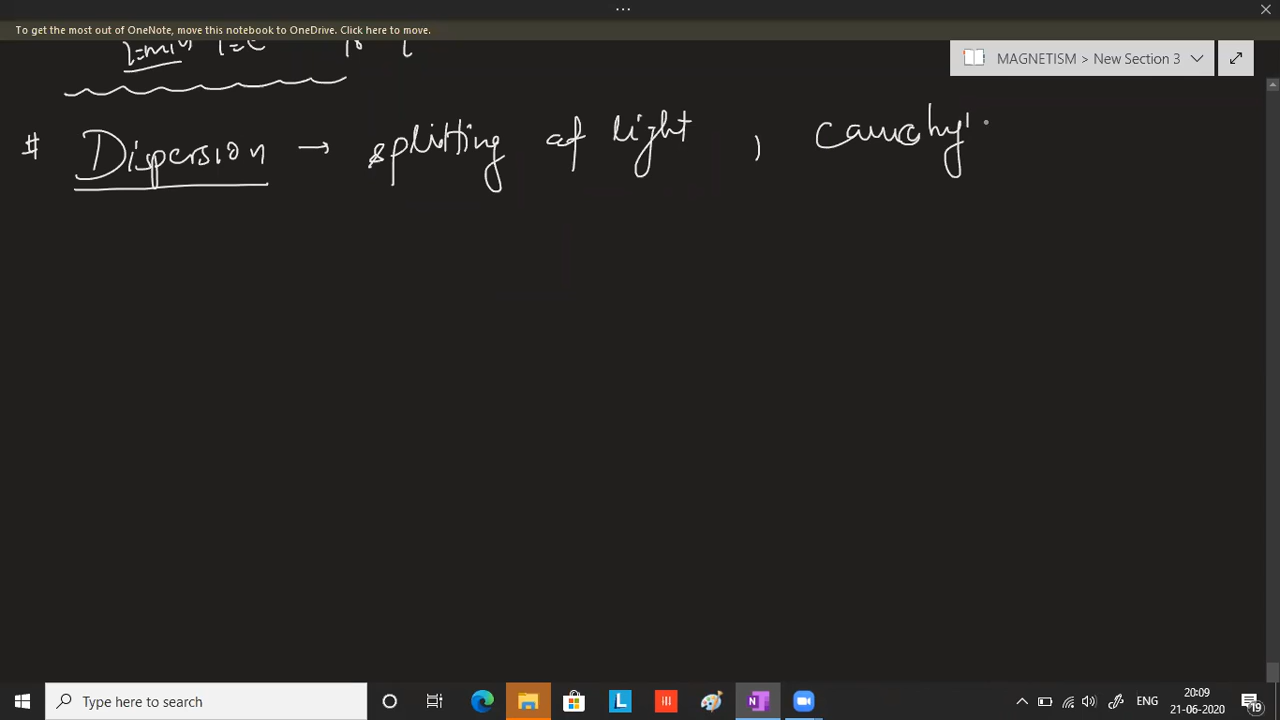 To get the most out of OneNote, move this notebook to OneDrive. Click here to move.
MAGNETISM > New Section 3
# Dispersion → splitting of light , cauchy'
Type here to search
ENG
20:09
21-06-2020
19